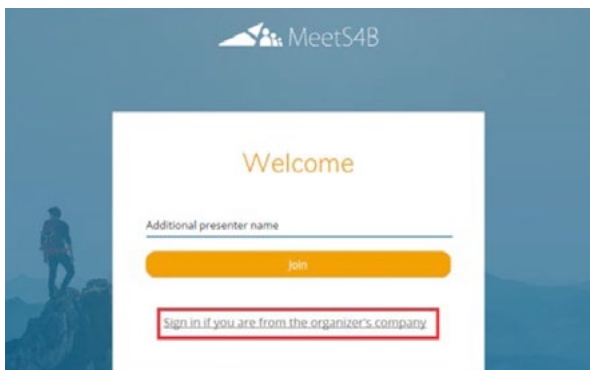 MeetS4B
Welcome
Additional presenter name
Join
Sign in if you are from the organizer's company